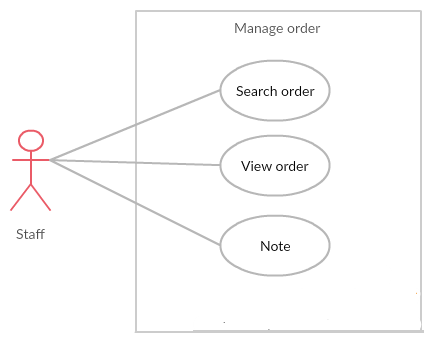 Manage order
Search order
View order
Note
Staff